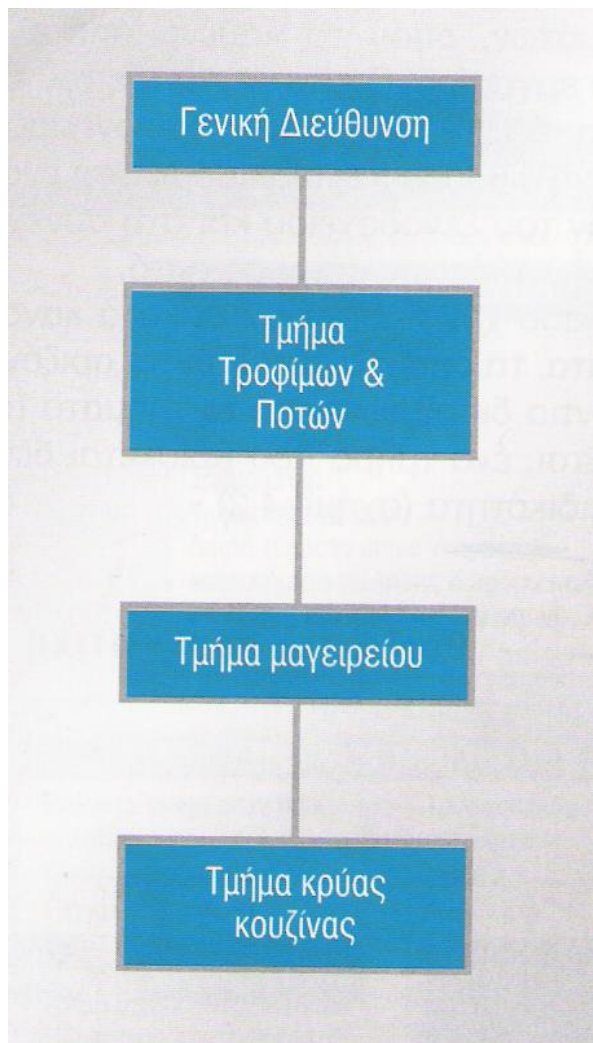 Γενική Διεύθυνση
Τμήμα
Τροφίμων &
Ποτών
Τμήμα μαγειρείου
Τμήμα κρύας
κουζίνας